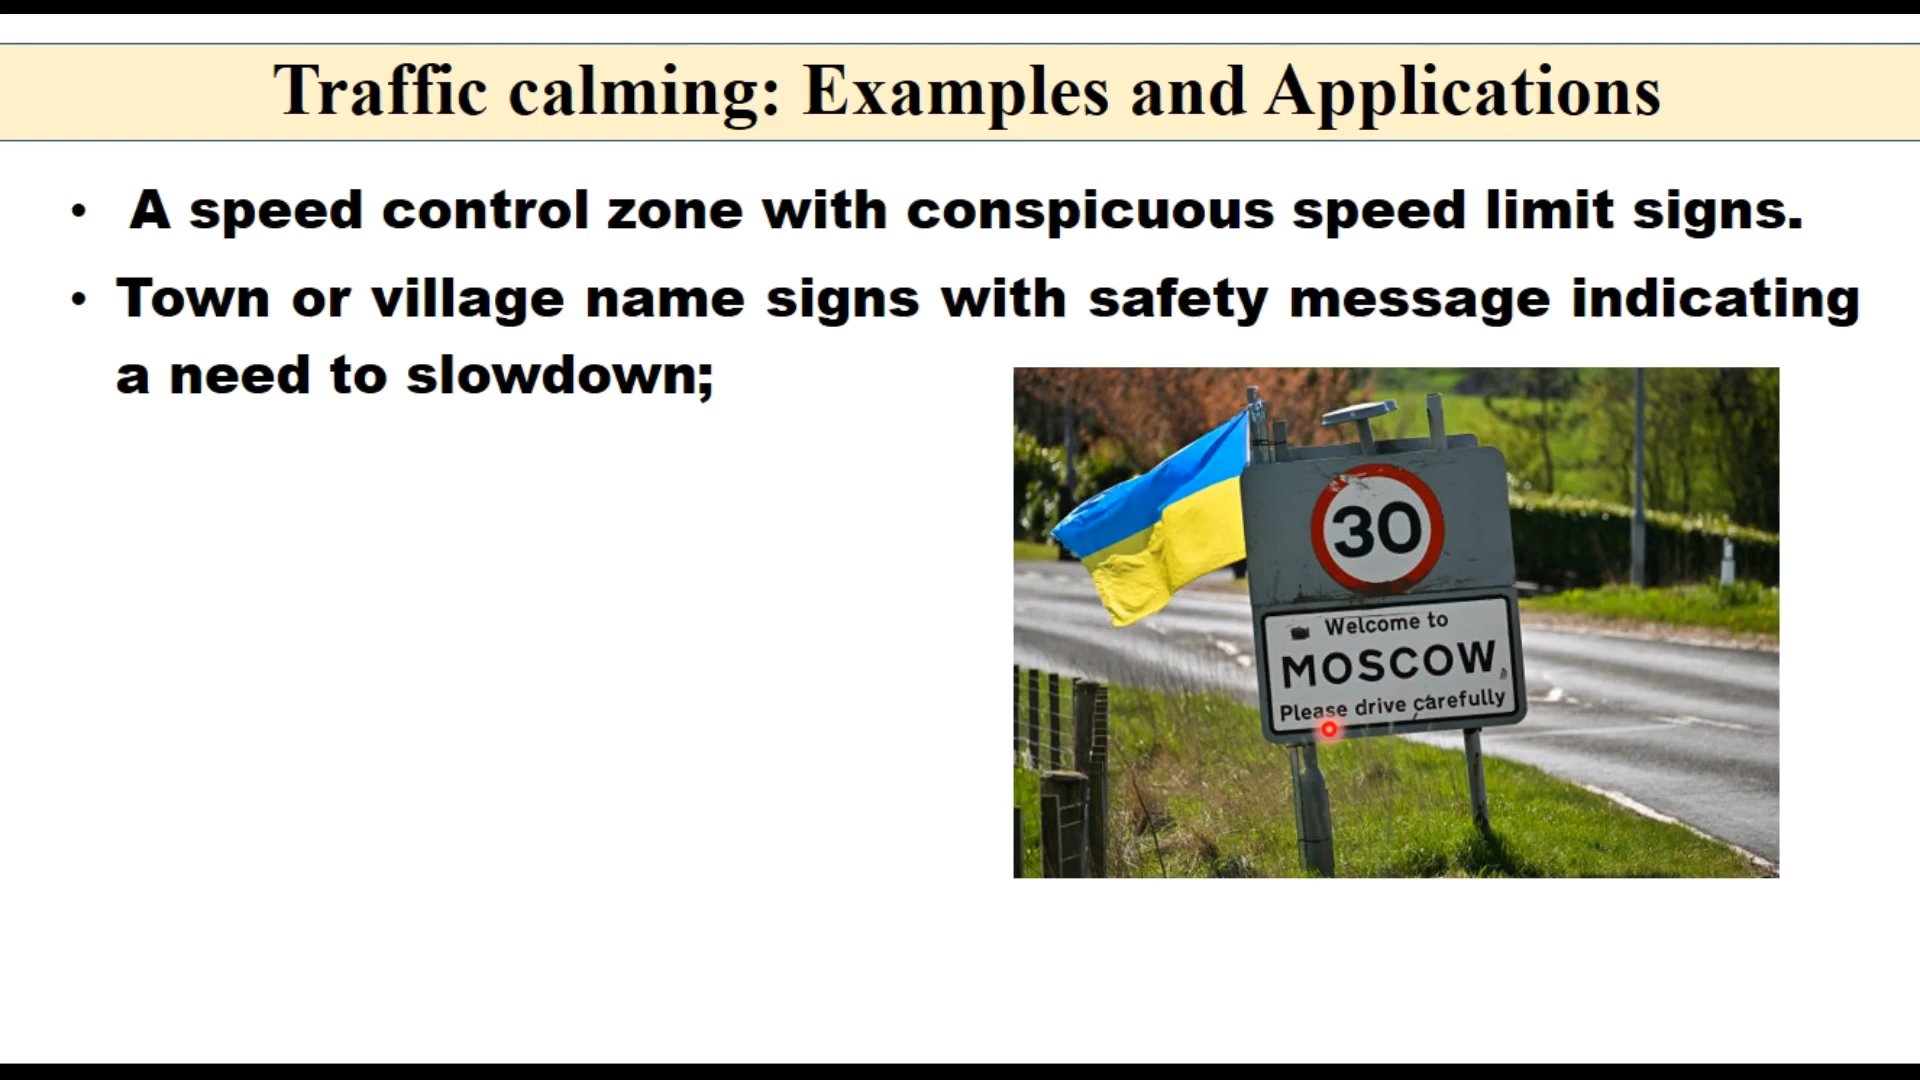 Traffic calming: Examples and Applications
• A speed control zone with conspicuous speed limit signs.
• Town or village name signs with safety message indicating
a need to slowdown;
30
Welcome to
MOSCOW
Please drive carefully